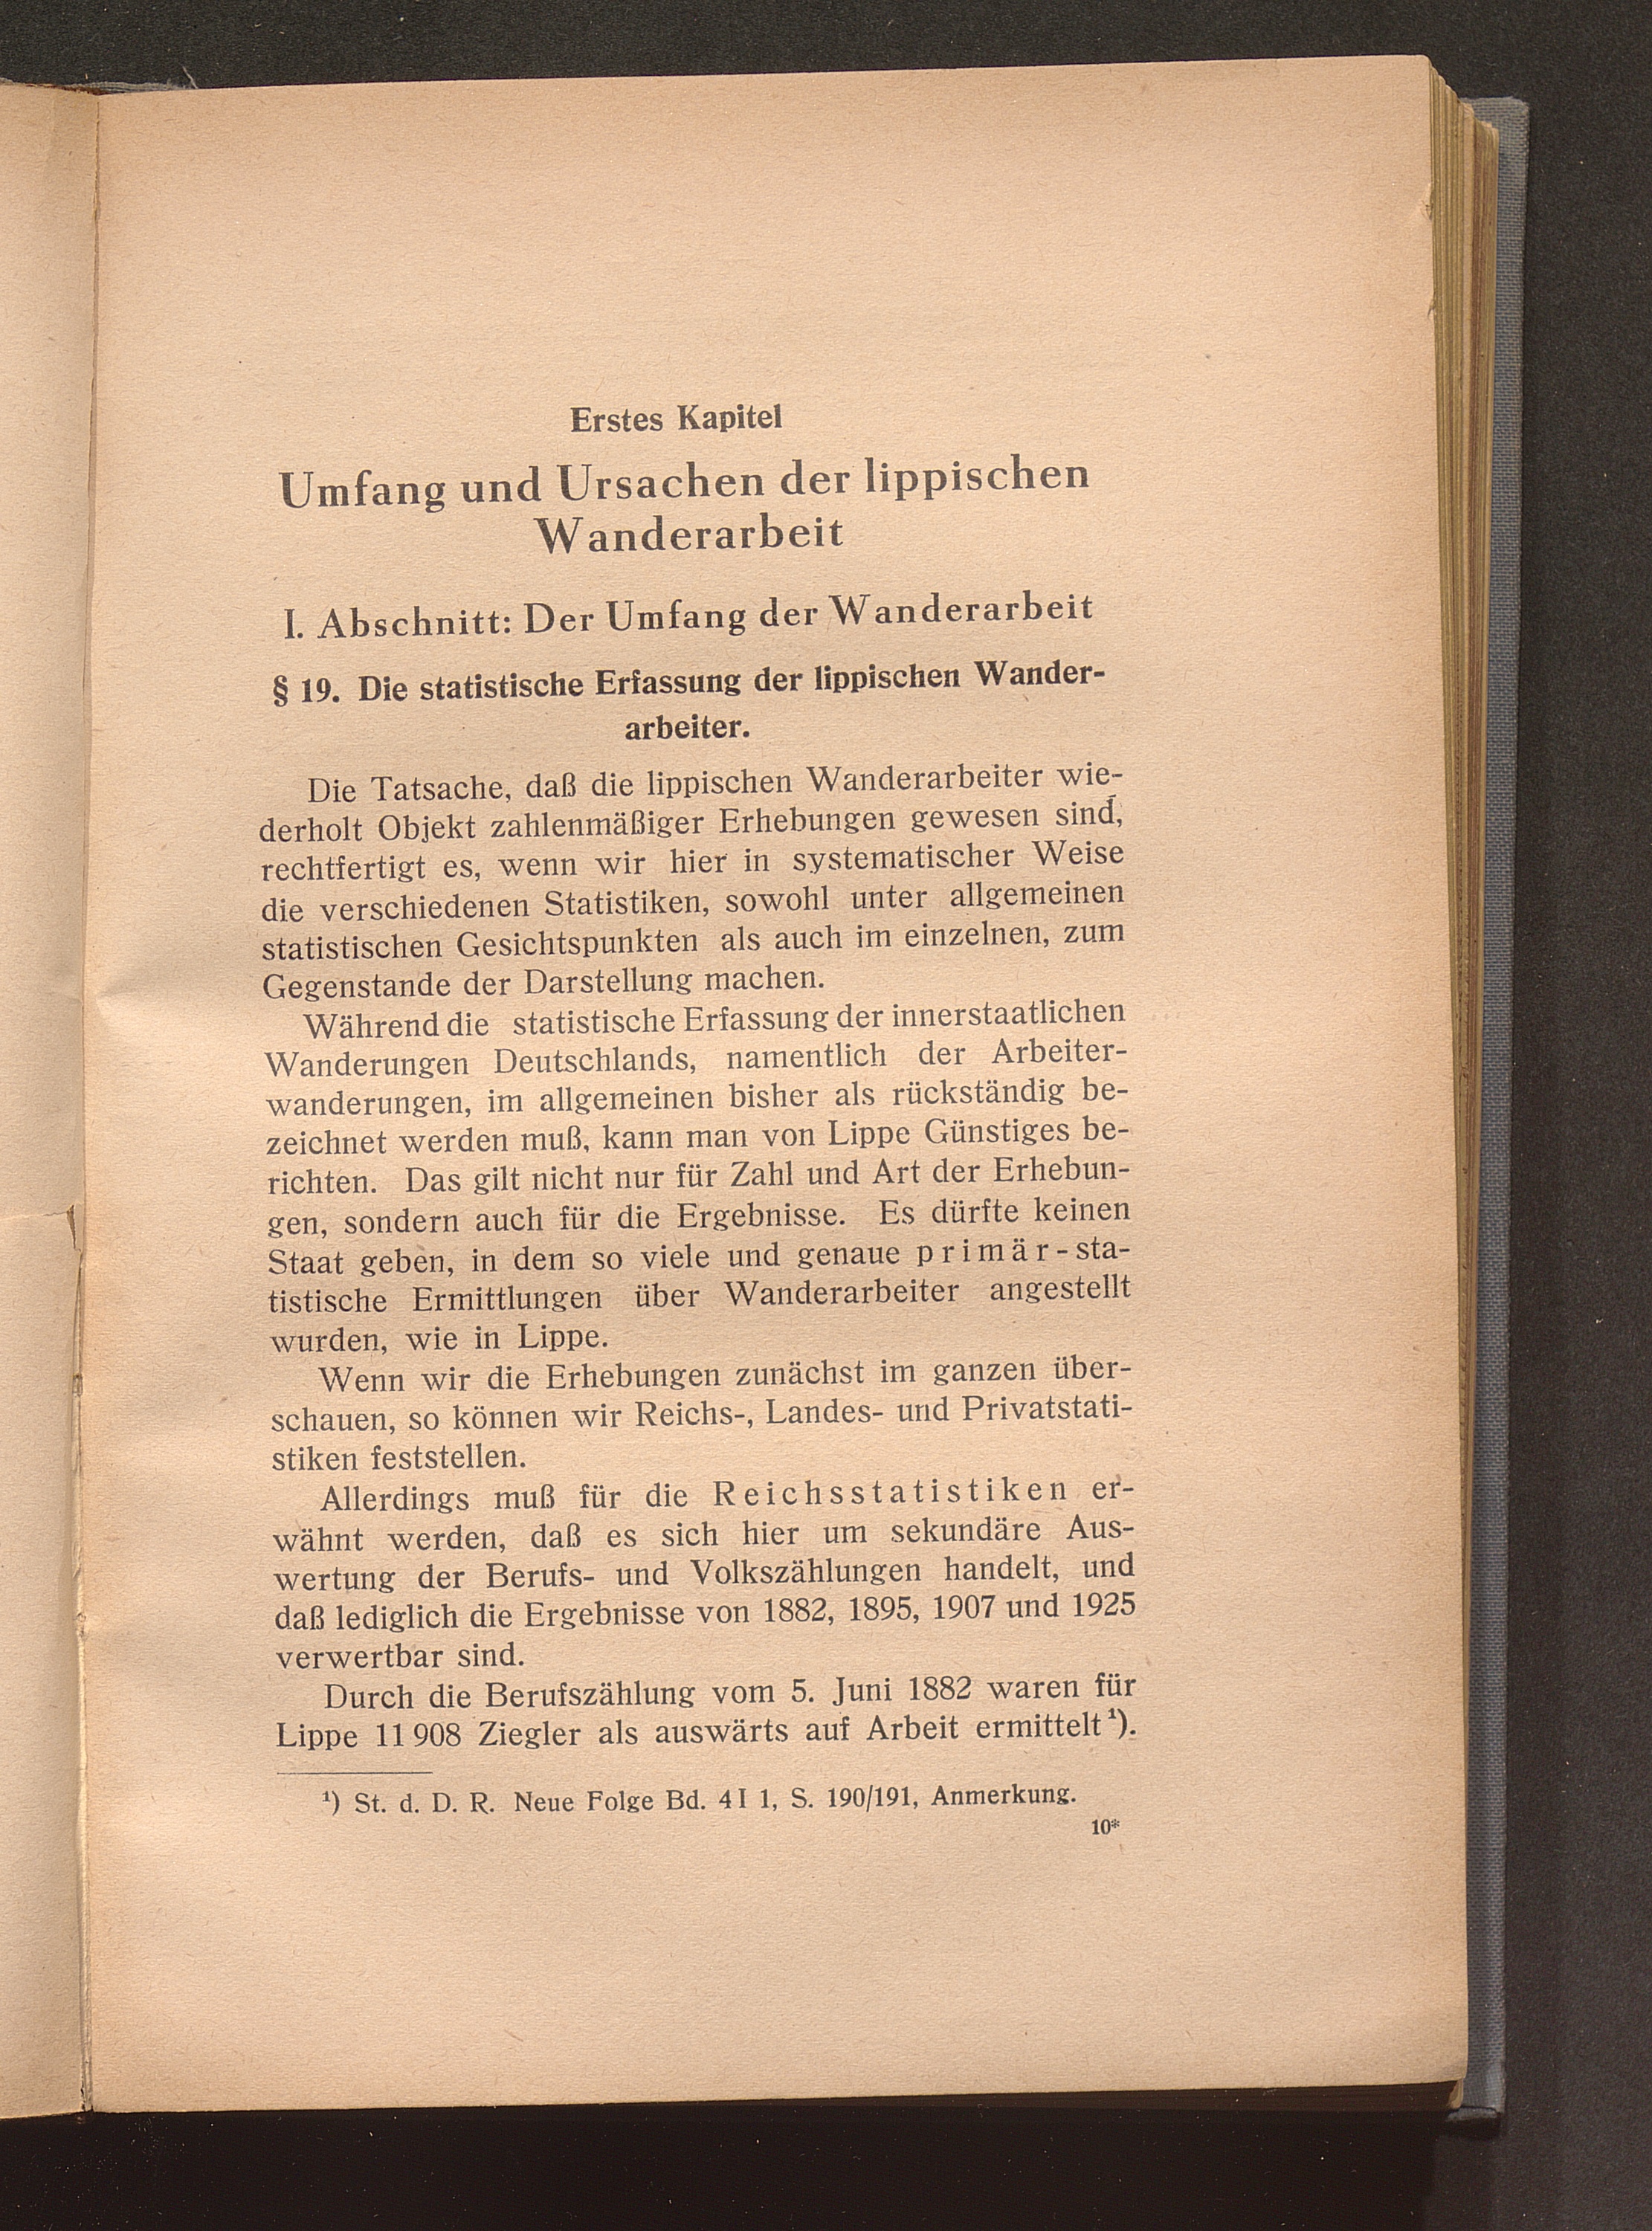 Erstes Kapitel
Umfang und Ursachen der lippischen
Wanderarbeit
I. Abschnitt: Der Umfang der Wanderarbeit
§ 19. Die statistische Erfassung der lippischen Wander-
arbeiter.
Die Tatsache, daß die lippischen Wanderarbeiter wie-
derholt Objekt zahlenmäßiger Erhebungen gewesen sind,
rechtfertigt es, wenn wir hier in systematischer Weise
die verschiedenen Statistiken, sowohl unter allgemeinen
statistischen Gesichtspunkten als auch im einzelnen, zum
Gegenstande der Darstellung machen.
Während die statistische Erfassung der innerstaatlichen
Wanderungen Deutschlands, namentlich der Arbeiter-
wanderungen, im allgemeinen bisher als rückständig be-
zeichnet werden muß, kann man von Lippe Günstiges be-
richten. Das gilt nicht nur für Zahl und Art der Erhebun-
gen, sondern auch für die Ergebnisse. Es dürfte keinen
Staat geben, in dem so viele und genaue primär-sta-
tistische Ermittlungen über Wanderarbeiter angestellt
wurden, wie in Lippe.
Wenn wir die Erhebungen zunächst im ganzen über-
schauen, so können wir Reichs-, Landes- und Privatstati-
stiken feststellen.
Allerdings muß für die Reichsstatistiken er-
wähnt werden, daß es sich hier um sekundäre Aus-
wertung der Berufs- und Volkszählungen handelt, und
daß lediglich die Ergebnisse von 1882, 1895, 1907 und 1925
verwertbar sind.
Durch die Berufszählung vom 5. Juni 1882 waren für
Lippe 11 908 Ziegler als auswärts auf Arbeit ermittelt¹).
¹) St. d. D. R. Neue Folge Bd. 4 I 1, S. 190/191, Anmerkung.
10*